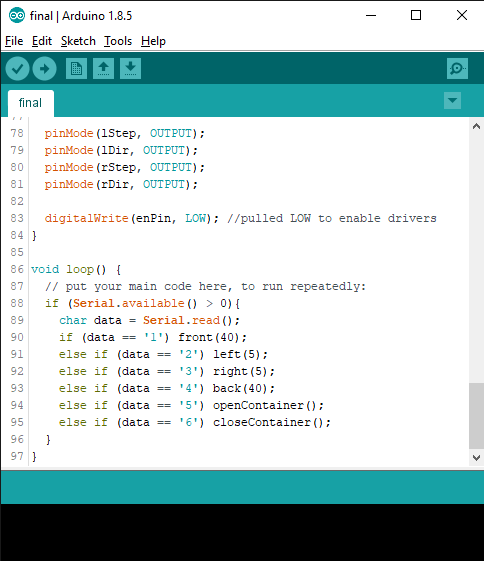 final | Arduino 1.8.5
File Edit Sketch Tools Help
final
77
78 pinMode(lStep, OUTPUT);
79 pinMode(lDir, OUTPUT);
80 pinMode(rStep, OUTPUT);
81 pinMode(rDir, OUTPUT);
82
83 digitalWrite(enPin, LOW); //pulled LOW to enable drivers
84 }
85
86 void loop() {
87 // put your main code here, to run repeatedly:
88 if (Serial.available() > 0){
89 char data = Serial.read();
90 if (data == '1') front(40);
91 else if (data == '2') left(5);
92 else if (data == '3') right(5);
93 else if (data == '4') back(40);
94 else if (data == '5') openContainer();
95 else if (data == '6') closeContainer();
96 }
97 }